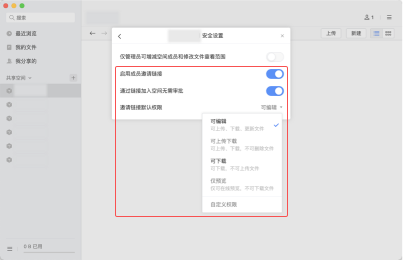 搜索
最近浏览
我的文件
我分享的
共享空间
0 B 已用
1
上传
新建
安全设置
仅管理员可增减空间成员和修改文件查看范围
启用成员邀请链接
通过链接加入空间无需审批
邀请链接默认权限
可编辑
可编辑
可上传、下载、更新文件
可上传下载
可上传、下载，不可删除文件
可下载
可下载，不可上传文件
仅预览
仅可在线预览，不可下载文件
自定义权限